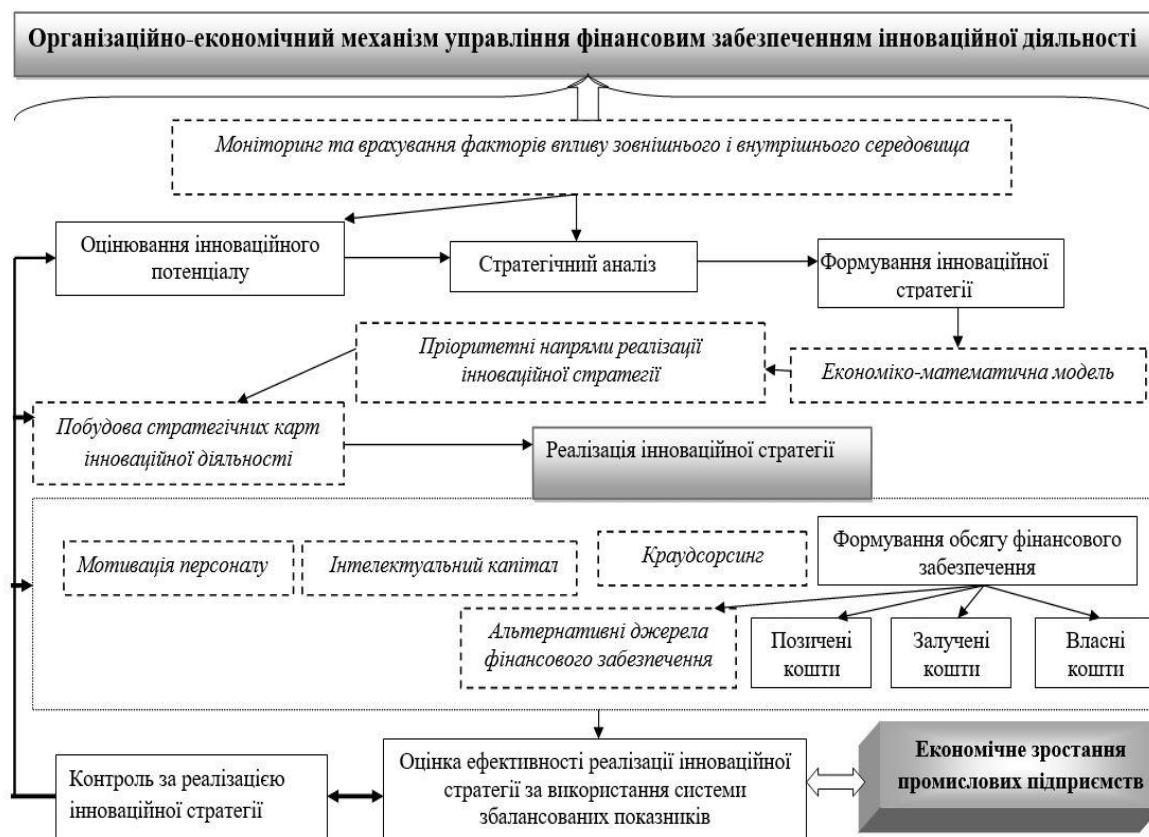 Організаційно-економічний механізм управління фінансовим забезпеченням інноваційної діяльності
Моніторинг та врахування факторів впливу зовнішнього і внутрішнього середовища
Оцінювання інноваційного
потенціалу
Стратегічний аналіз
Формування інноваційної
стратегії
Пріоритетні напрями реалізації
інноваційної стратегії
Економіко-математична модель
Побудова стратегічних карт
інноваційної діяльності
Реалізація інноваційної стратегії
Мотивація персоналу
Інтелектуальний капітал
Краудсорсинг
Формування обсягу фінансового
забезпечення
Альтернативні джерела
фінансового забезпечення
Позичені
кошти
Залучені
кошти
Власні
кошти
Контроль за реалізацією
інноваційної стратегії
Оцінка ефективності реалізації інноваційної
стратегії за використання системи
збалансованих показників
Економічне зростання
промислових підприємств